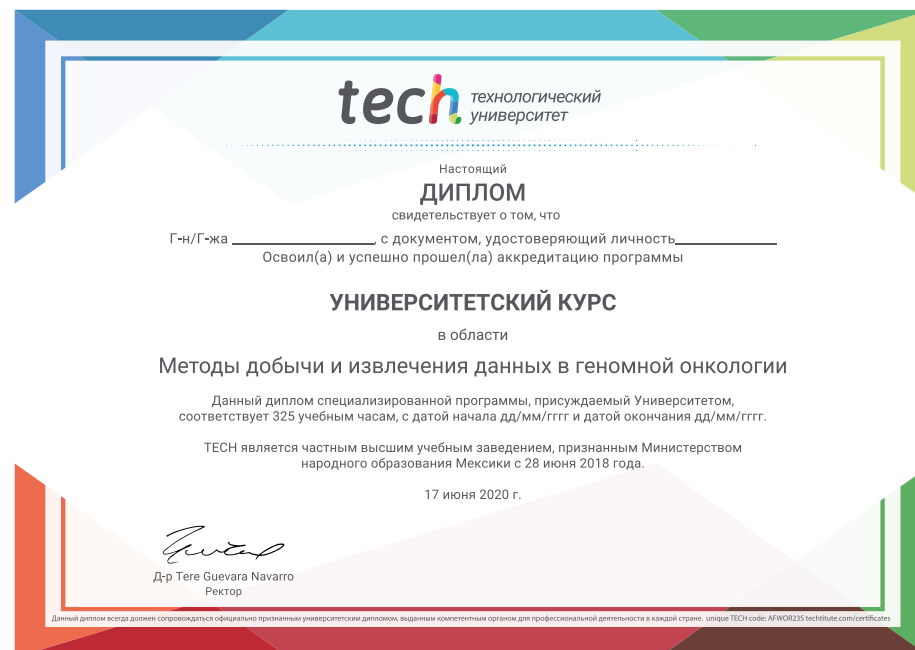 tech технологический
университет
Настоящий
ДИПЛОМ
свидетельствует о том, что
Г-н/Г-жа ______________, с документом, удостоверяющий личность__________
Освоил(а) и успешно прошел(ла) аккредитацию программы
УНИВЕРСИТЕТСКИЙ КУРС
в области
Методы добычи и извлечения данных в геномной онкологии
Данный диплом специализированной программы, присуждаемый Университетом,
соответствует 325 учебным часам, с датой начала дд/мм/гггг и датой окончания дд/мм/гггг.
TECH является частным высшим учебным заведением, признанным Министерством
народного образования Мексики с 28 июня 2018 года.
17 июня 2020 г.
Д-р Tere Guevara Navarro
Ректор
Данный диплом всегда должен сопровождаться официально признанным университетским дипломом, выданным компетентным органом для профессиональной деятельности в каждой стране. unique TECH code: AFWOR23S techtitute.com/certificates